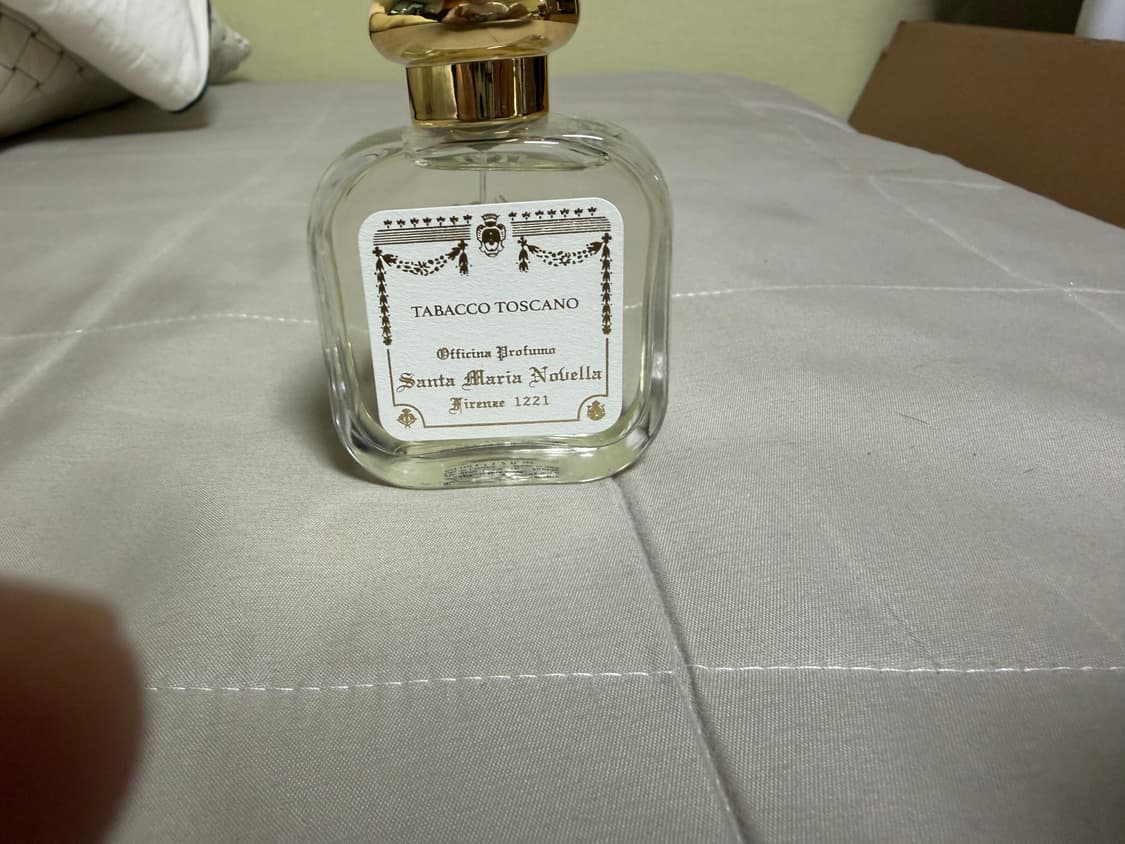 TABACCO TOSCANO
Officina Profumo
Santa Maria Novella
Firenze 1221